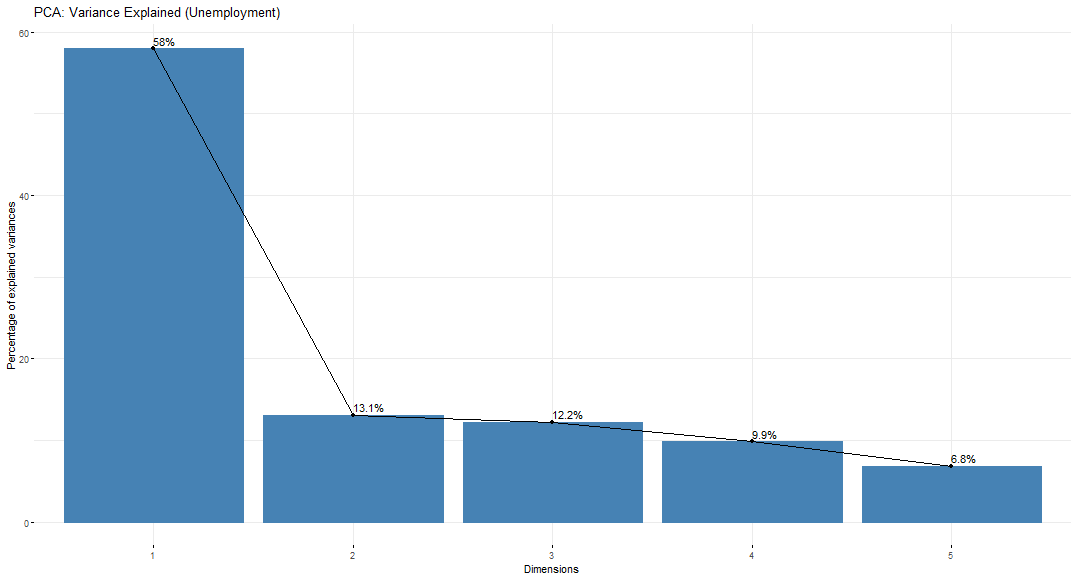 PCA: Variance Explained (Unemployment)
Percentage of explained variances
60
40
20
0
58%
13.1%
12.2%
9.9%
6.8%
1 2 3 4 5
Dimensions